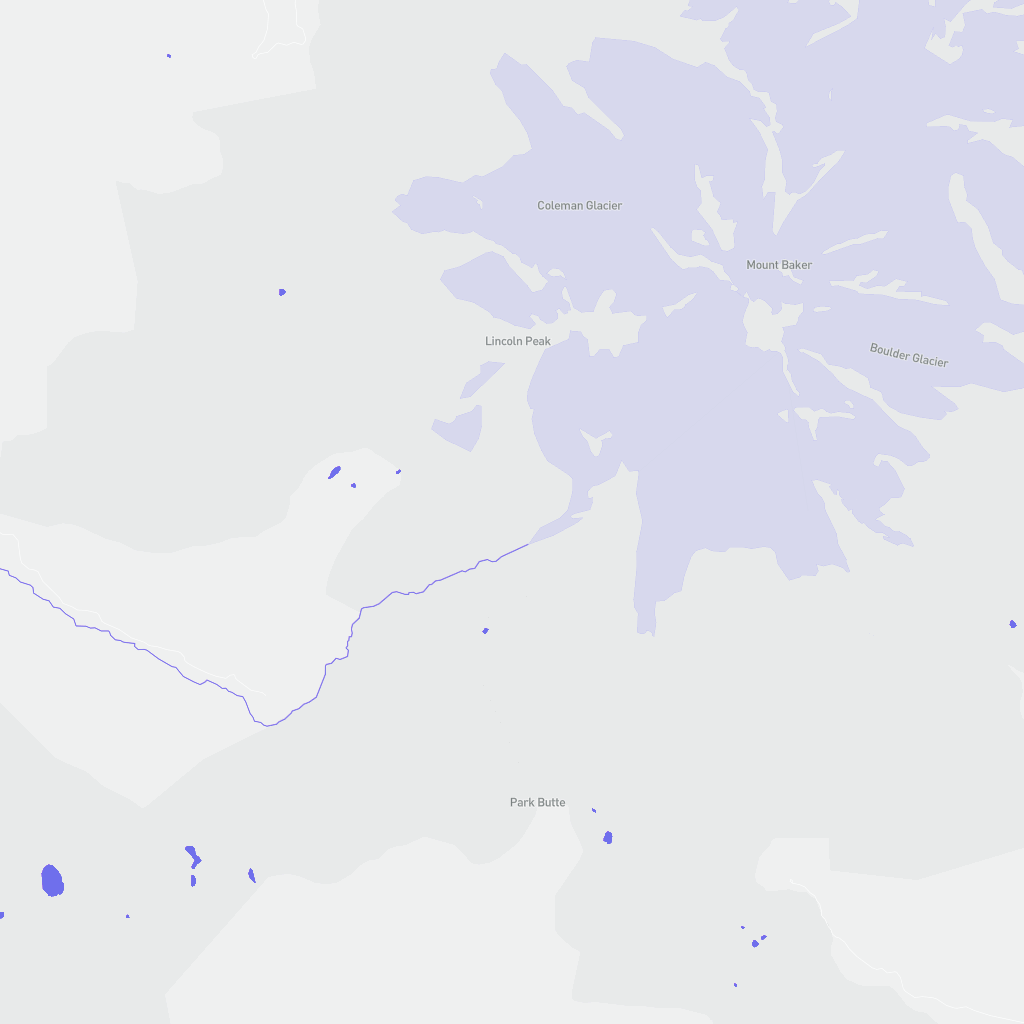 Coleman Glacier
Mount Baker
Lincoln Peak
Boulder Glacier
Park Butte